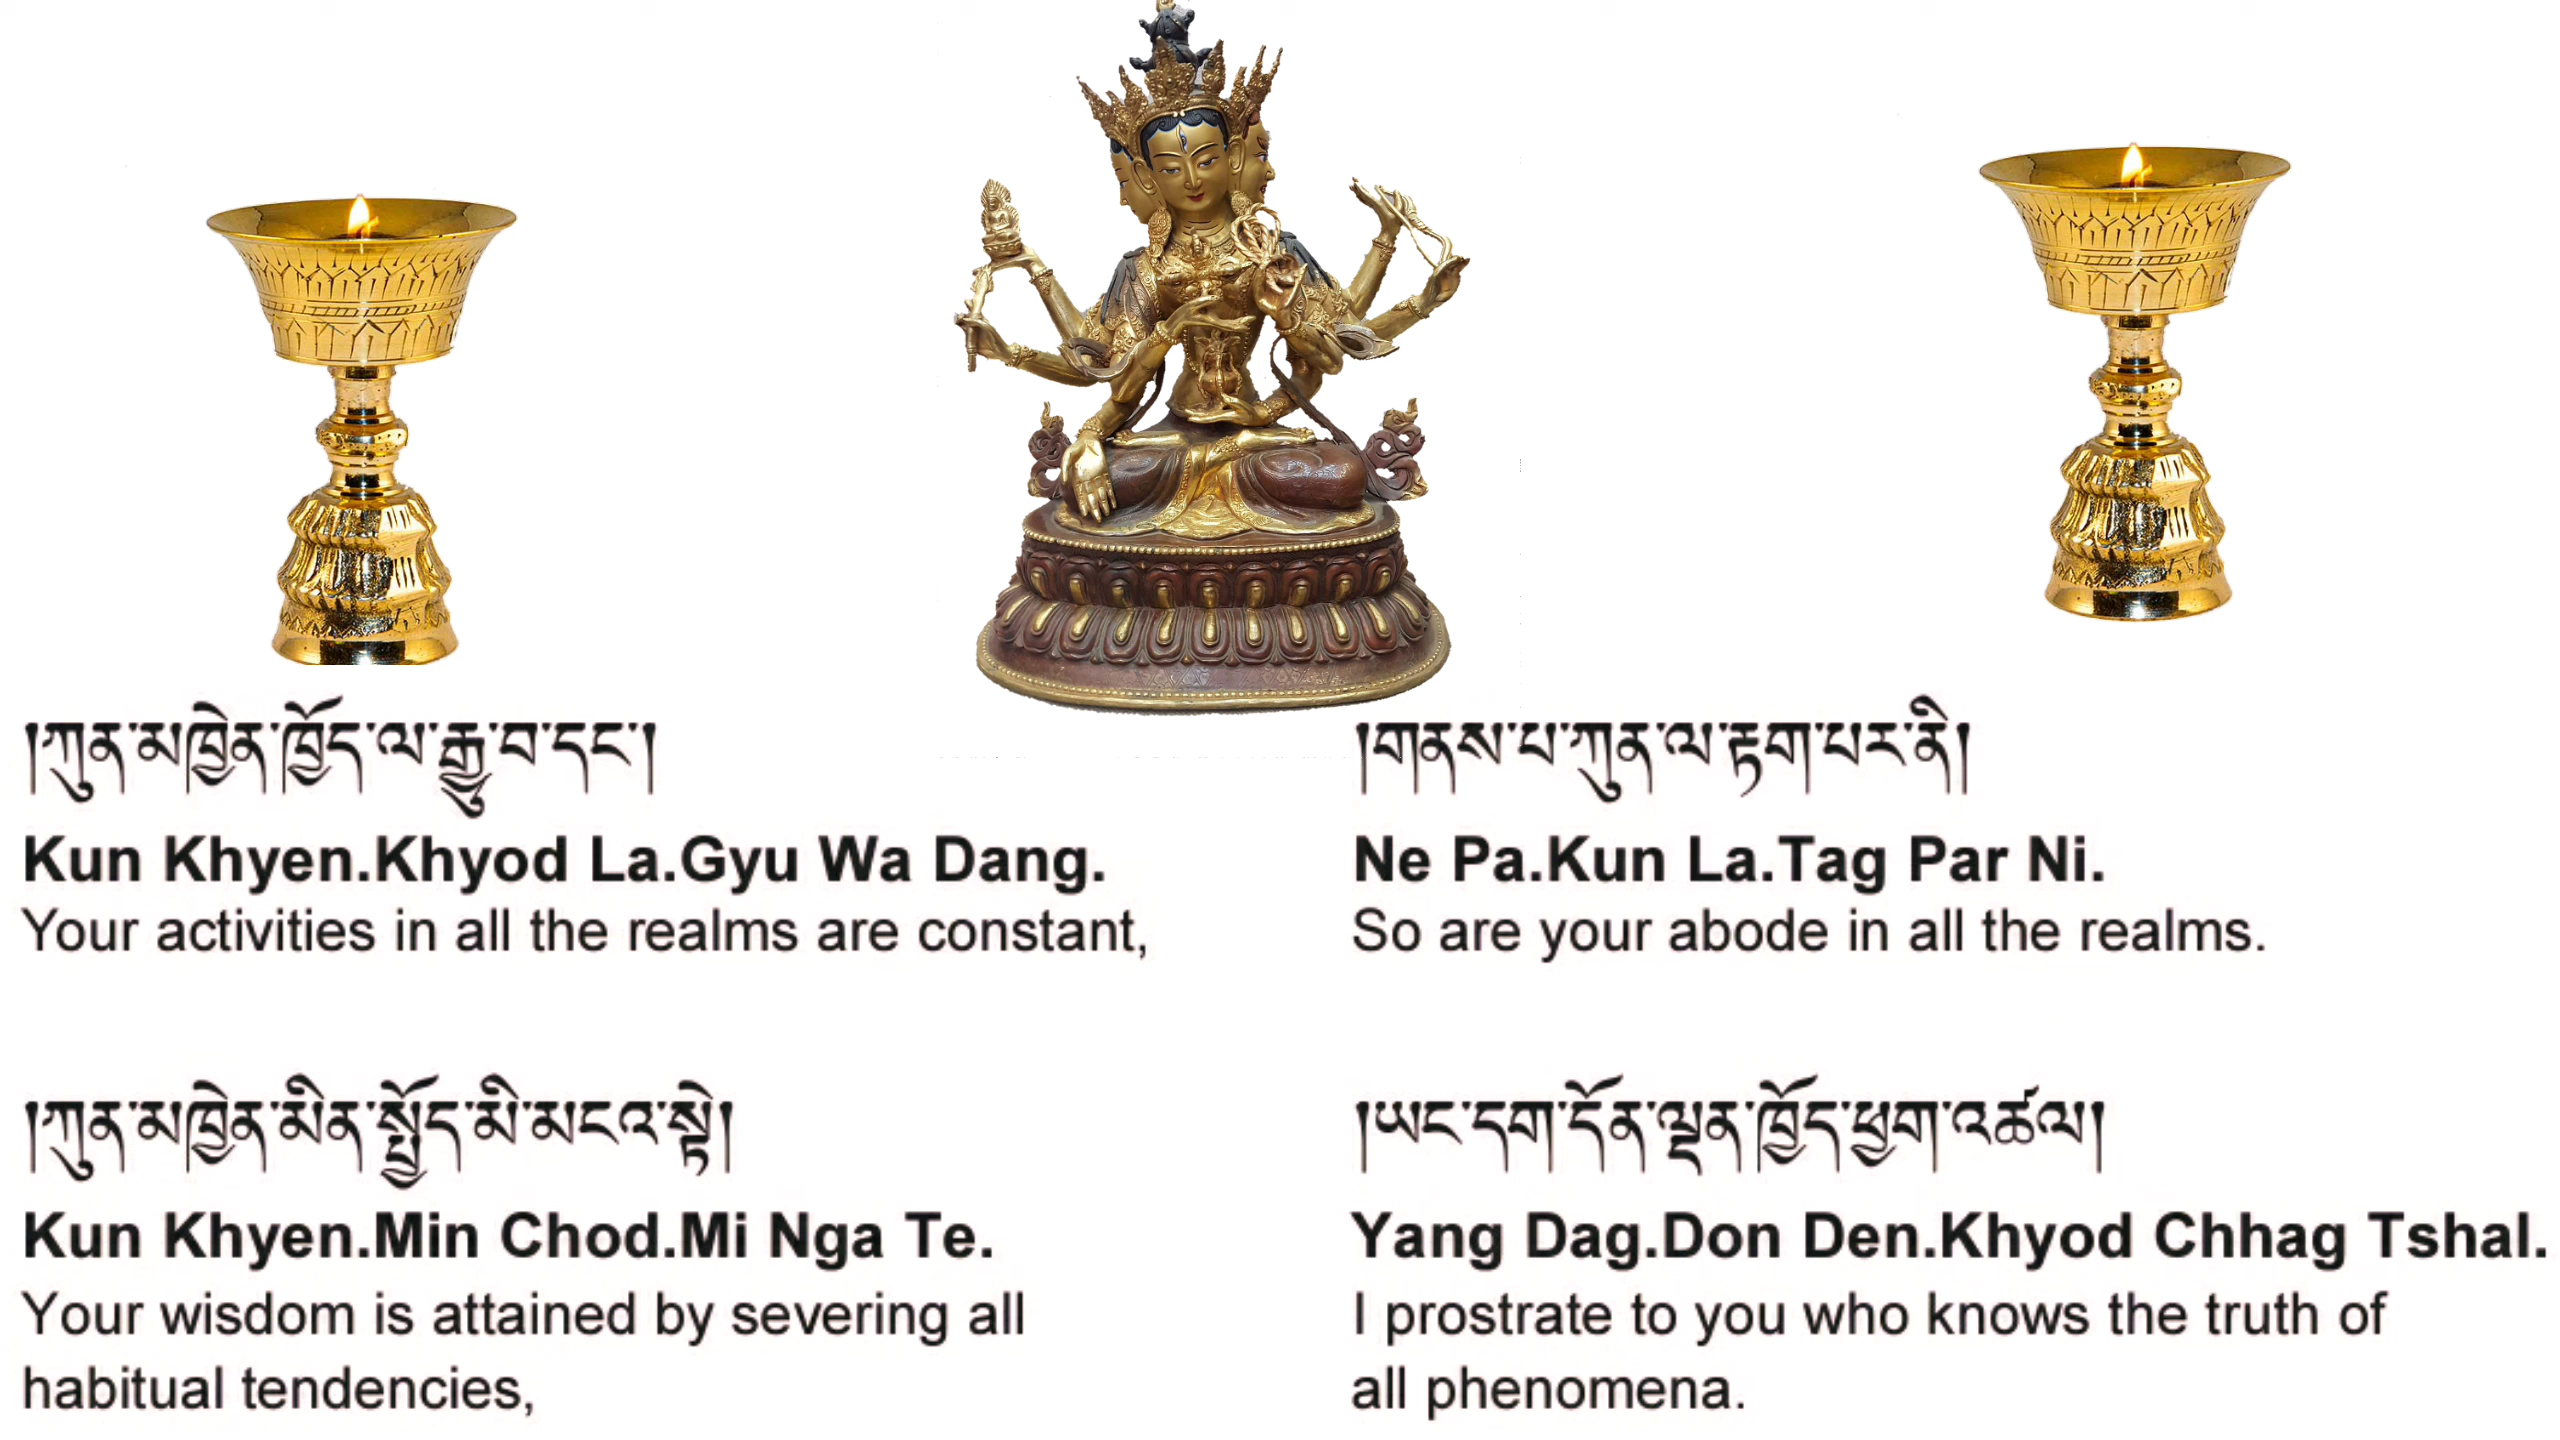 །ཀུན་མཁྱེན་ཁྱོད་ལ་རྒྱུ་བ་དང་།
Kun Khyen.Khyod La.Gyu Wa Dang.
Your activities in all the realms are constant,
།གནས་པ་ཀུན་ལ་རྟག་པར་ནི།
Ne Pa.Kun La.Tag Par Ni.
So are your abode in all the realms.
།ཀུན་མཁྱེན་མིན་སྤྱོད་མི་མངའ་སྟེ།
Kun Khyen.Min Chod.Mi Nga Te.
Your wisdom is attained by severing all
habitual tendencies,
།ཡང་དག་དོན་ལྡན་ཁྱོད་ཕྱག་འཚལ།
Yang Dag.Don Den.Khyod Chhag Tshal.
I prostrate to you who knows the truth of
all phenomena.